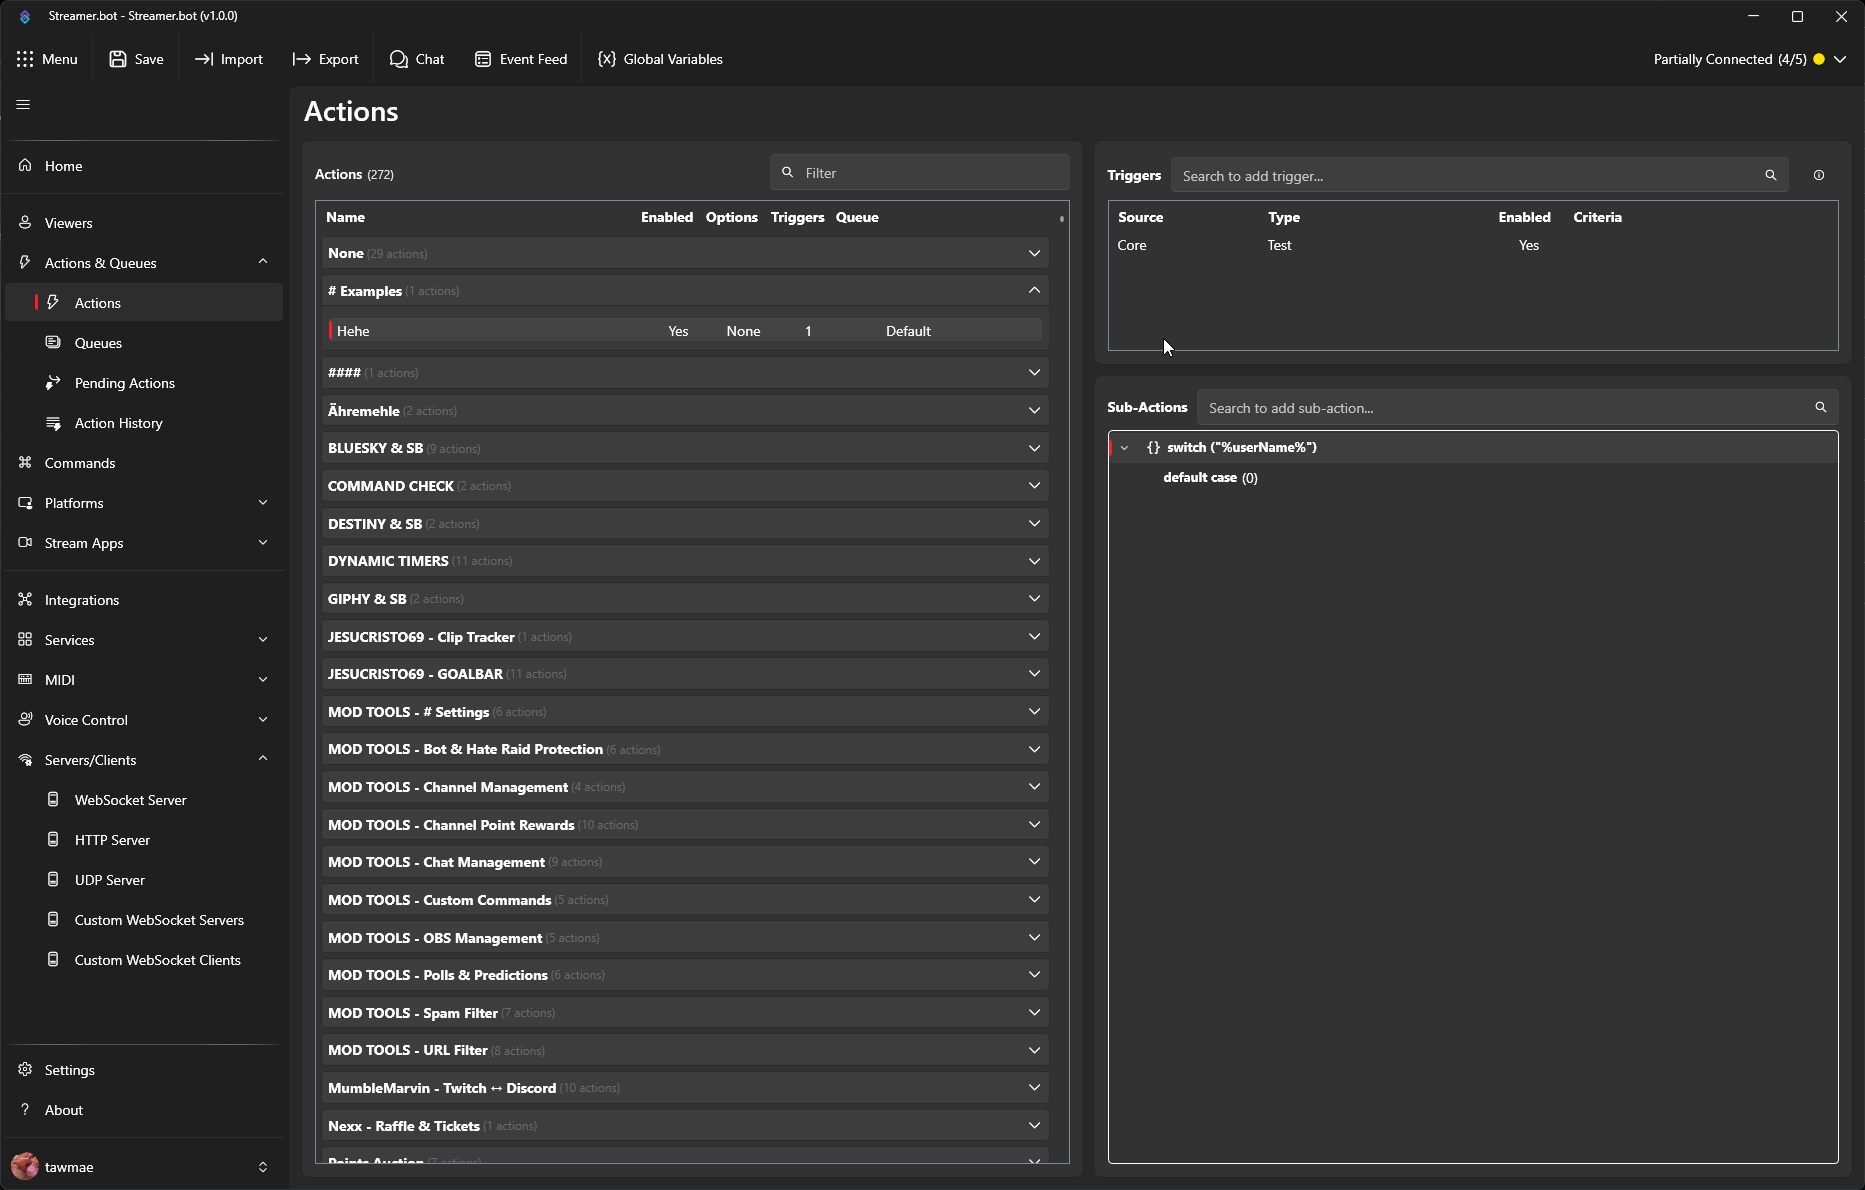 Streamer.bot - Streamer.bot (v1.0.0)
Menu
Save
Import
Export
Chat
Event Feed
{x} Global Variables
Partially Connected (4/5)
Home
Viewers
Actions & Queues
Actions
Queues
Pending Actions
Action History
Commands
Platforms
Stream Apps
Integrations
Services
MIDI
Voice Control
Servers/Clients
WebSocket Server
HTTP Server
UDP Server
Custom WebSocket Servers
Custom WebSocket Clients
Settings
? About
tawmae
Actions
Actions (272)
Filter
Name Enabled Options Triggers Queue
None (29 actions)
# Examples (1 actions)
Hehe Yes None 1 Default
#### (1 actions)
Ähremehle (2 actions)
BLUESKY & SB (9 actions)
COMMAND CHECK (2 actions)
DESTINY & SB (2 actions)
DYNAMIC TIMERS (11 actions)
GIPHY & SB (2 actions)
JESUCRISTO69 - Clip Tracker (1 actions)
JESUCRISTO69 - GOALBAR (11 actions)
MOD TOOLS - # Settings (6 actions)
MOD TOOLS - Bot & Hate Raid Protection (6 actions)
MOD TOOLS - Channel Management (4 actions)
MOD TOOLS - Channel Point Rewards (10 actions)
MOD TOOLS - Chat Management (9 actions)
MOD TOOLS - Custom Commands (5 actions)
MOD TOOLS - OBS Management (5 actions)
MOD TOOLS - Polls & Predictions (6 actions)
MOD TOOLS - Spam Filter (7 actions)
MOD TOOLS - URL Filter (8 actions)
MumbleMarvin - Twitch ↔ Discord (10 actions)
Nexx - Raffle & Tickets (1 actions)
Points Auction (7 actions)
Triggers
Search to add trigger...
Source Type Enabled Criteria
Core Test Yes
Sub-Actions
Search to add sub-action...
{} switch ("%userName%")
default case (0)